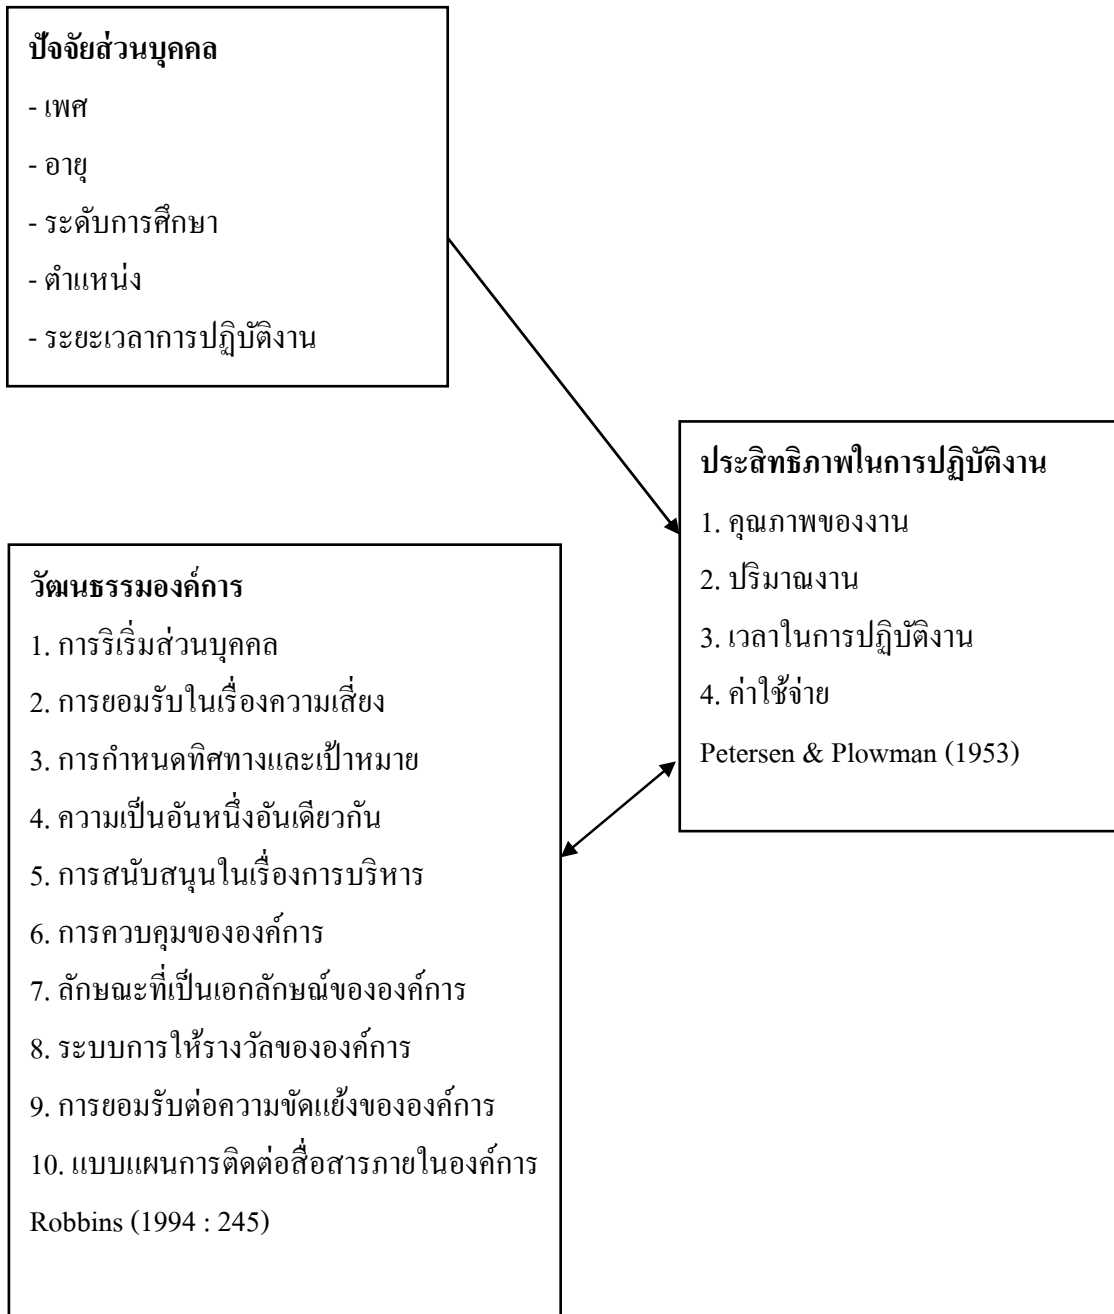 ปัจจัยส่วนบุคคล
- เพศ
- อายุ
- ระดับการศึกษา
- ตำแหน่ง
- ระยะเวลาการปฏิบัติงาน
ประสิทธิภาพในการปฏิบัติงาน
1. คุณภาพของงาน
2. ปริมาณงาน
3. เวลาในการปฏิบัติงาน
4. ค่าใช้จ่าย
Petersen & Plowman (1953)
วัฒนธรรมองค์การ
1. การริเริ่มส่วนบุคคล
2. การยอมรับในเรื่องความเสี่ยง
3. การกำหนดทิศทางและเป้าหมาย
4. ความเป็นอันหนึ่งอันเดียวกัน
5. การสนับสนุนในเรื่องการบริหาร
6. การควบคุมขององค์การ
7. ลักษณะที่เป็นเอกลักษณ์ขององค์การ
8. ระบบการให้รางวัลขององค์การ
9. การยอมรับต่อความขัดแย้งขององค์การ
10. แบบแผนการติดต่อสื่อสารภายในองค์การ
Robbins (1994 : 245)